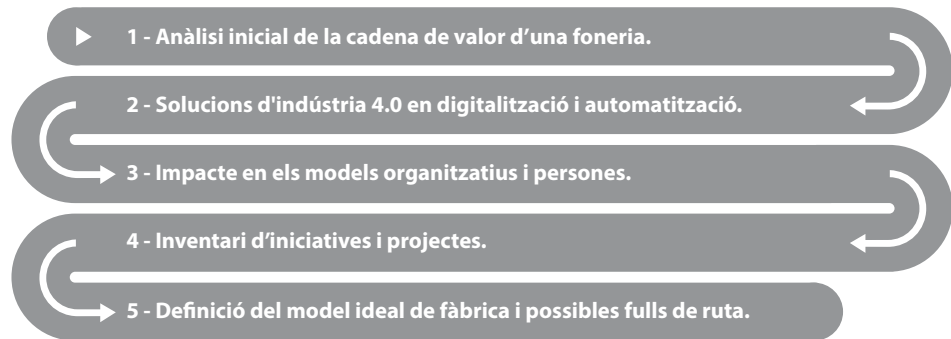 1 - Anàlisi inicial de la cadena de valor d’una foneria.
2 - Solucions d'indústria 4.0 en digitalització i automatització.
3 - Impacte en els models organitzatius i persones.
4 - Inventari d’iniciatives i projectes.
5 - Definició del model ideal de fàbrica i possibles fulls de ruta.